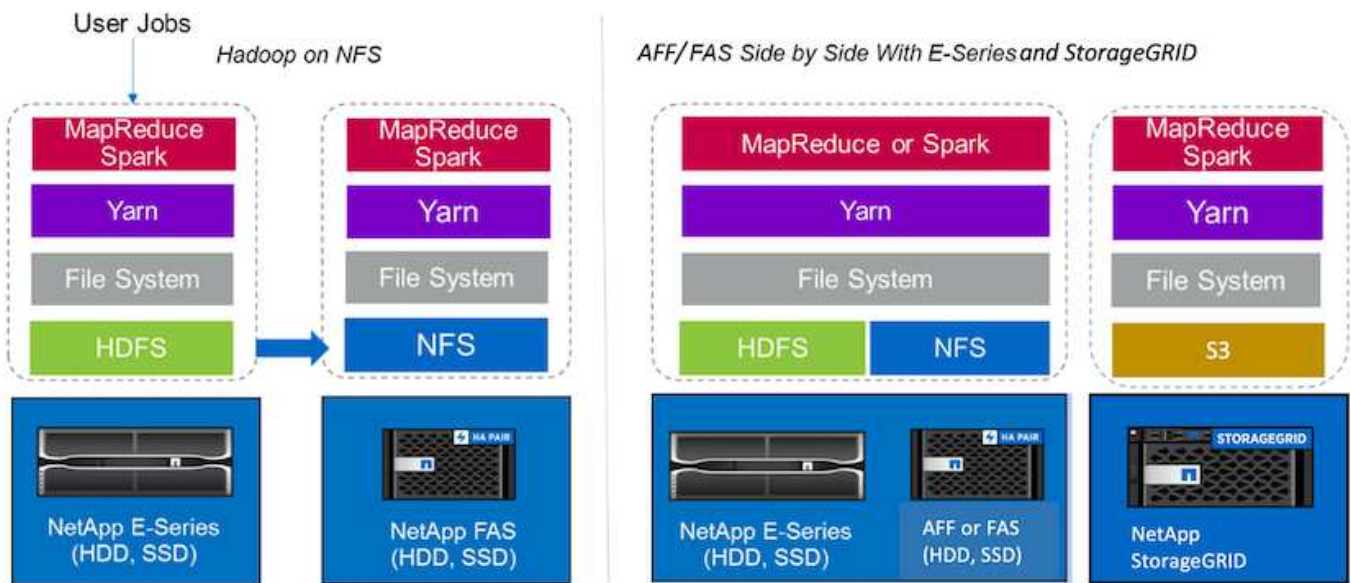 User Jobs
Hadoop on NFS
MapReduce
Spark
Yarn
File System
HDFS
NetApp E-Series
(HDD, SSD)
MapReduce
Spark
Yarn
File System
NFS
HA PAIR
NetApp FAS
(HDD, SSD)
AFF/FAS Side by Side With E-Series and StorageGRID
MapReduce or Spark
Yarn
File System
HDFS
NFS
NetApp E-Series
(HDD, SSD)
HA PAIR
AFF or FAS
(HDD, SSD)
MapReduce
Spark
Yarn
File System
S3
STORAGEGRID
NetApp
StorageGRID